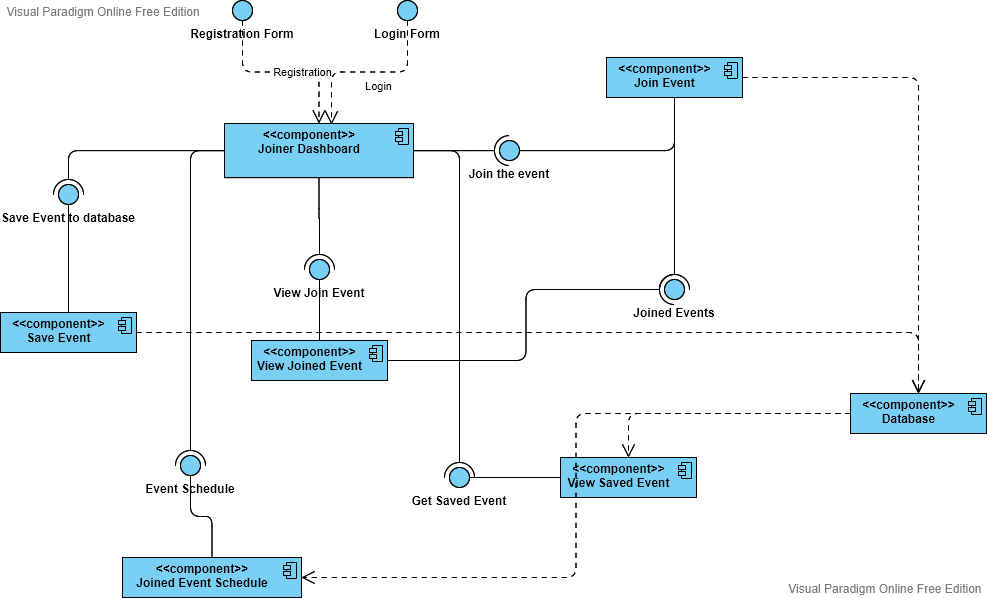 Visual Paradigm Online Free Edition
Registration Form
Login Form
Registration
Login
<<component>>
Join Event
<<component>>
Joiner Dashboard
Join the event
Save Event to database
View Join Event
Joined Events
<<component>>
Save Event
<<component>>
View Joined Event
<<component>>
Database
<<component>>
View Saved Event
Event Schedule
Get Saved Event
<<component>>
Joined Event Schedule
Visual Paradigm Online Free Edition